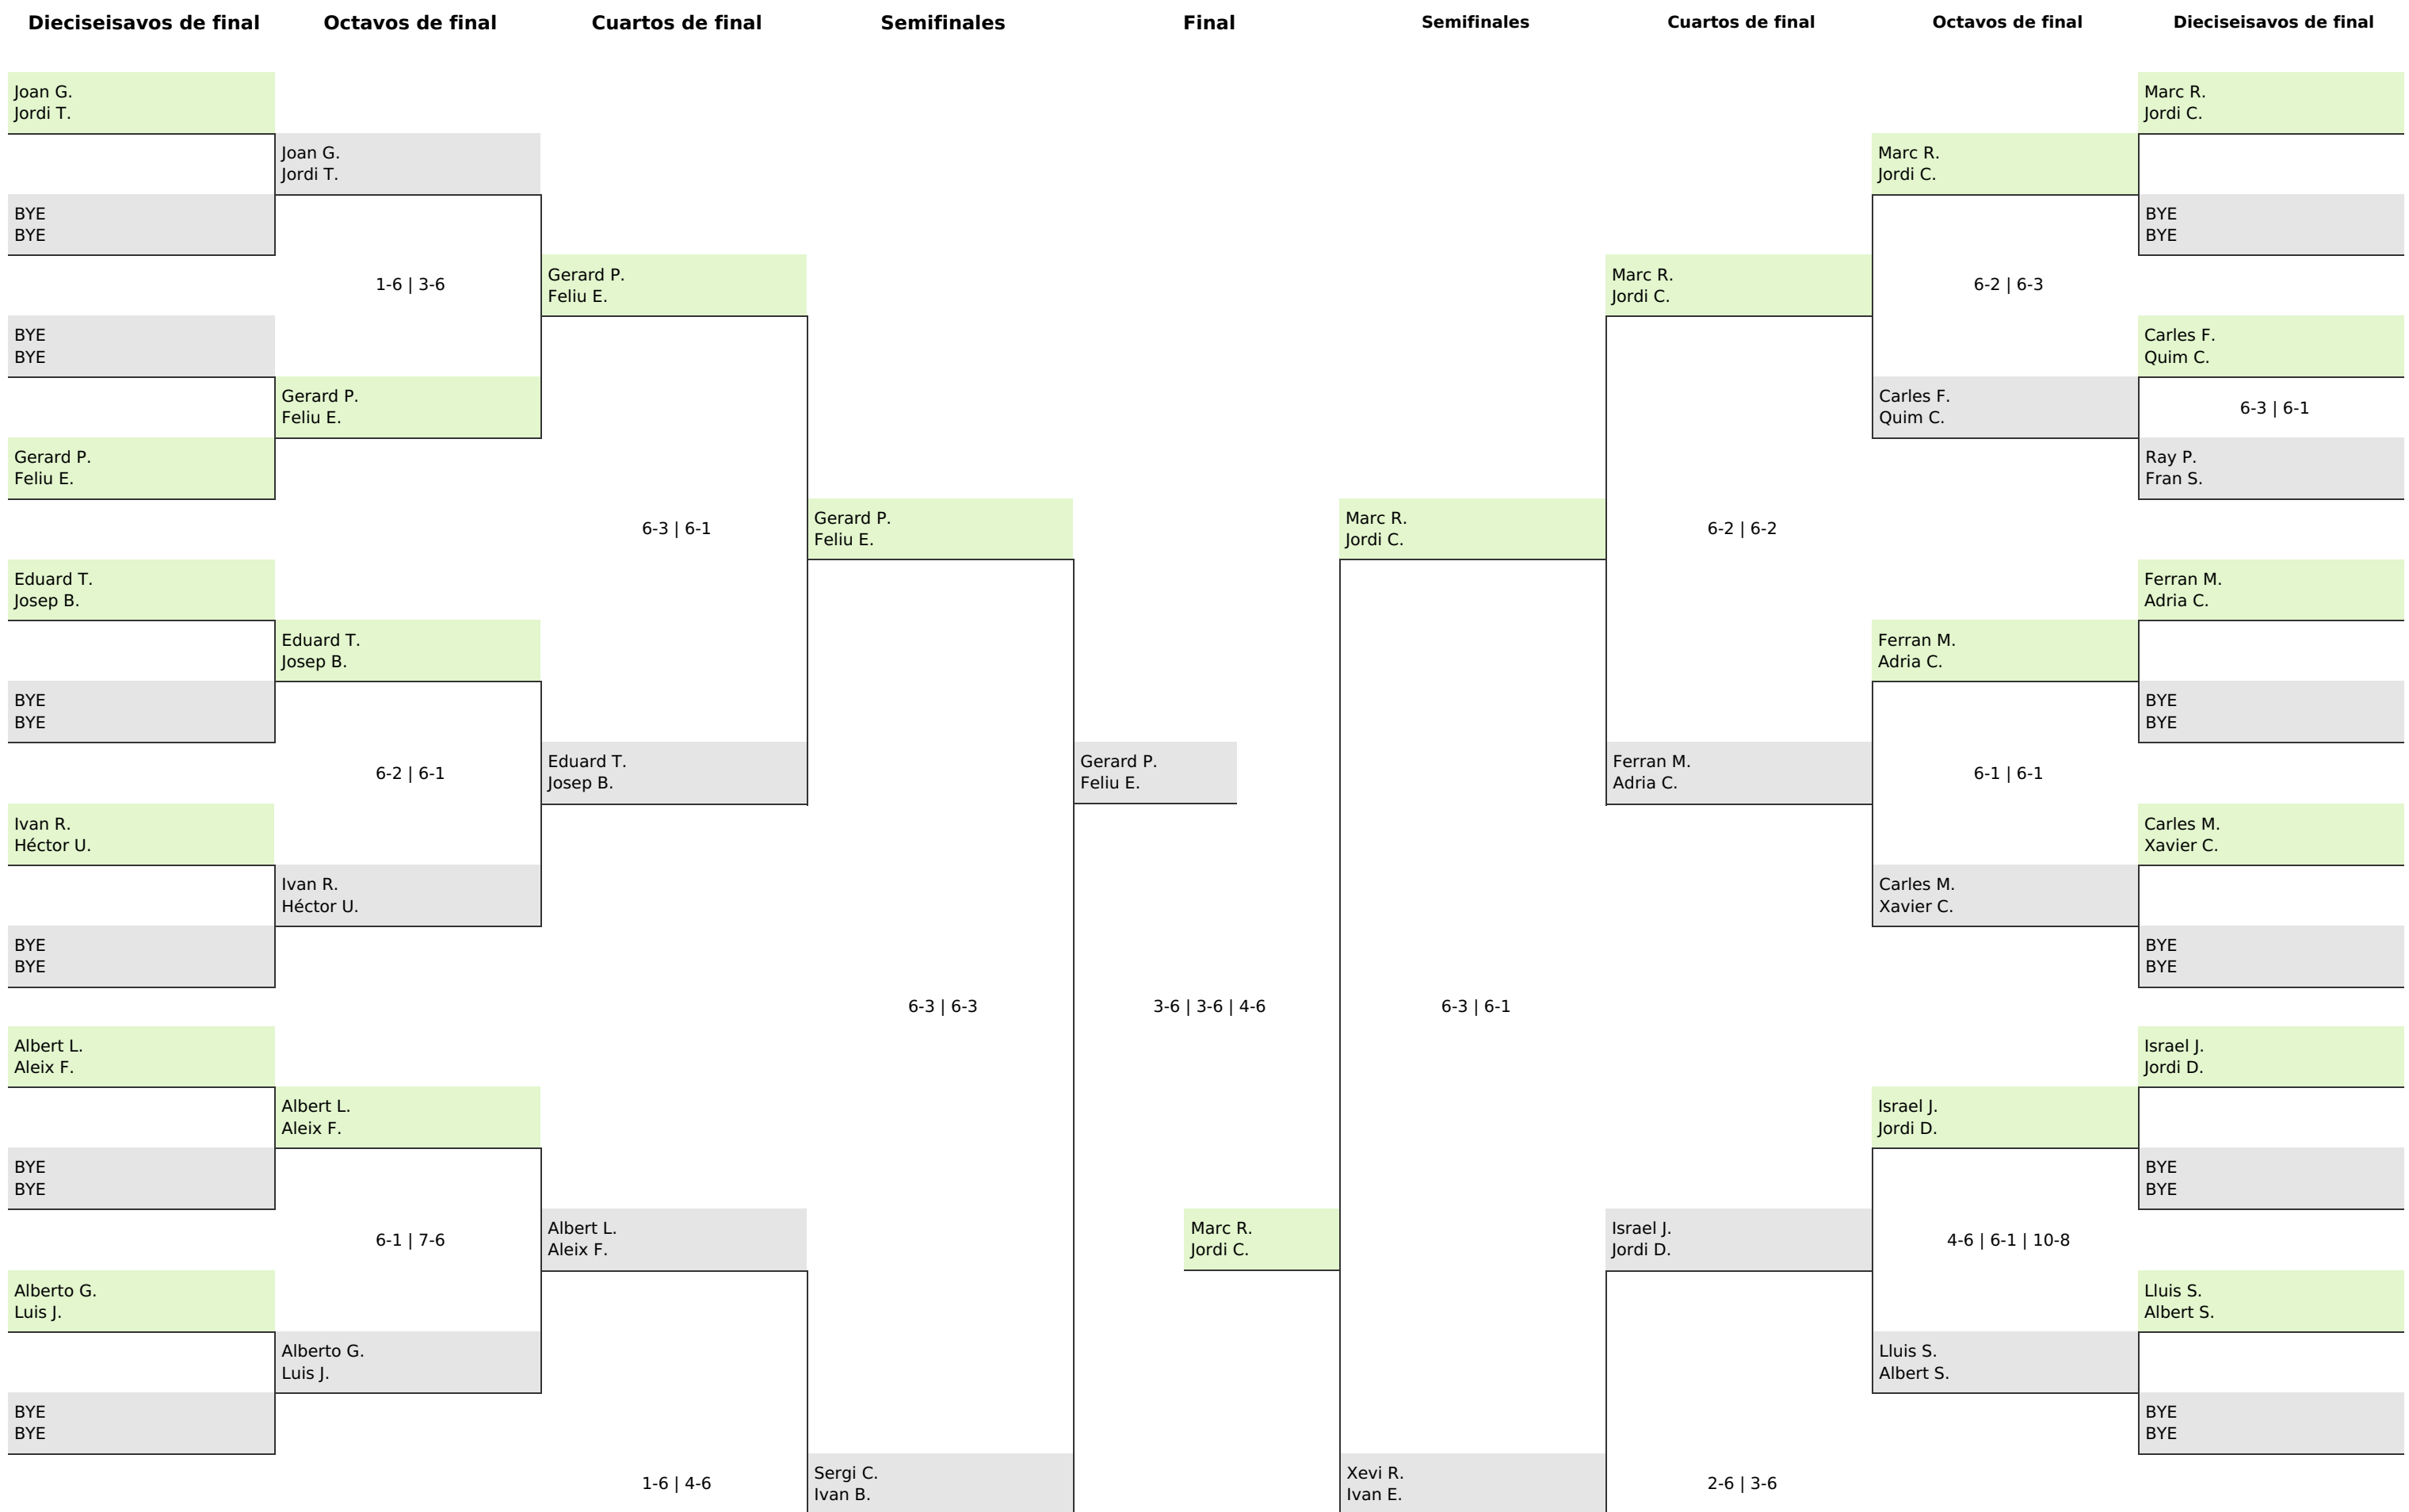 Dieciseisavos de final
Octavos de final
Cuartos de final
Semifinales
Final
Semifinales
Cuartos de final
Octavos de final
Dieciseisavos de final
Joan G.
Jordi T.
BYE
BYE
BYE
BYE
Gerard P.
Feliu E.
Eduard T.
Josep B.
BYE
BYE
Ivan R.
Héctor U.
BYE
BYE
Albert L.
Aleix F.
BYE
BYE
Alberto G.
Luis J.
BYE
BYE
Joan G.
Jordi T.
1-6 | 3-6
Gerard P.
Feliu E.
Eduard T.
Josep B.
6-2 | 6-1
Ivan R.
Héctor U.
Albert L.
Aleix F.
6-1 | 7-6
Alberto G.
Luis J.
Gerard P.
Feliu E.
6-3 | 6-1
Eduard T.
Josep B.
Albert L.
Aleix F.
1-6 | 4-6
Gerard P.
Feliu E.
6-3 | 6-3
Sergi C.
Ivan B.
Gerard P.
Feliu E.
3-6 | 3-6 | 4-6
Marc R.
Jordi C.
Marc R.
Jordi C.
6-3 | 6-1
Xevi R.
Ivan E.
Marc R.
Jordi C.
6-2 | 6-2
Ferran M.
Adria C.
Israel J.
Jordi D.
2-6 | 3-6
Marc R.
Jordi C.
6-2 | 6-3
Carles F.
Quim C.
Ferran M.
Adria C.
6-1 | 6-1
Carles M.
Xavier C.
Israel J.
Jordi D.
4-6 | 6-1 | 10-8
Lluis S.
Albert S.
Marc R.
Jordi C.
BYE
BYE
Carles F.
Quim C.
6-3 | 6-1
Ray P.
Fran S.
Ferran M.
Adria C.
BYE
BYE
Carles M.
Xavier C.
BYE
BYE
Israel J.
Jordi D.
BYE
BYE
Lluis S.
Albert S.
BYE
BYE